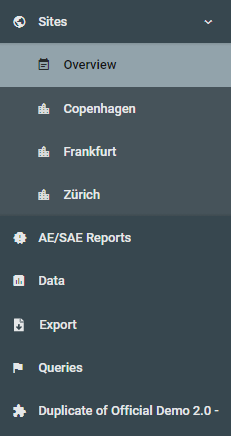 Sites
Overview
Copenhagen
Frankfurt
Zürich
AE/SAE Reports
Data
Export
Queries
Duplicate of Official Demo 2.0 -